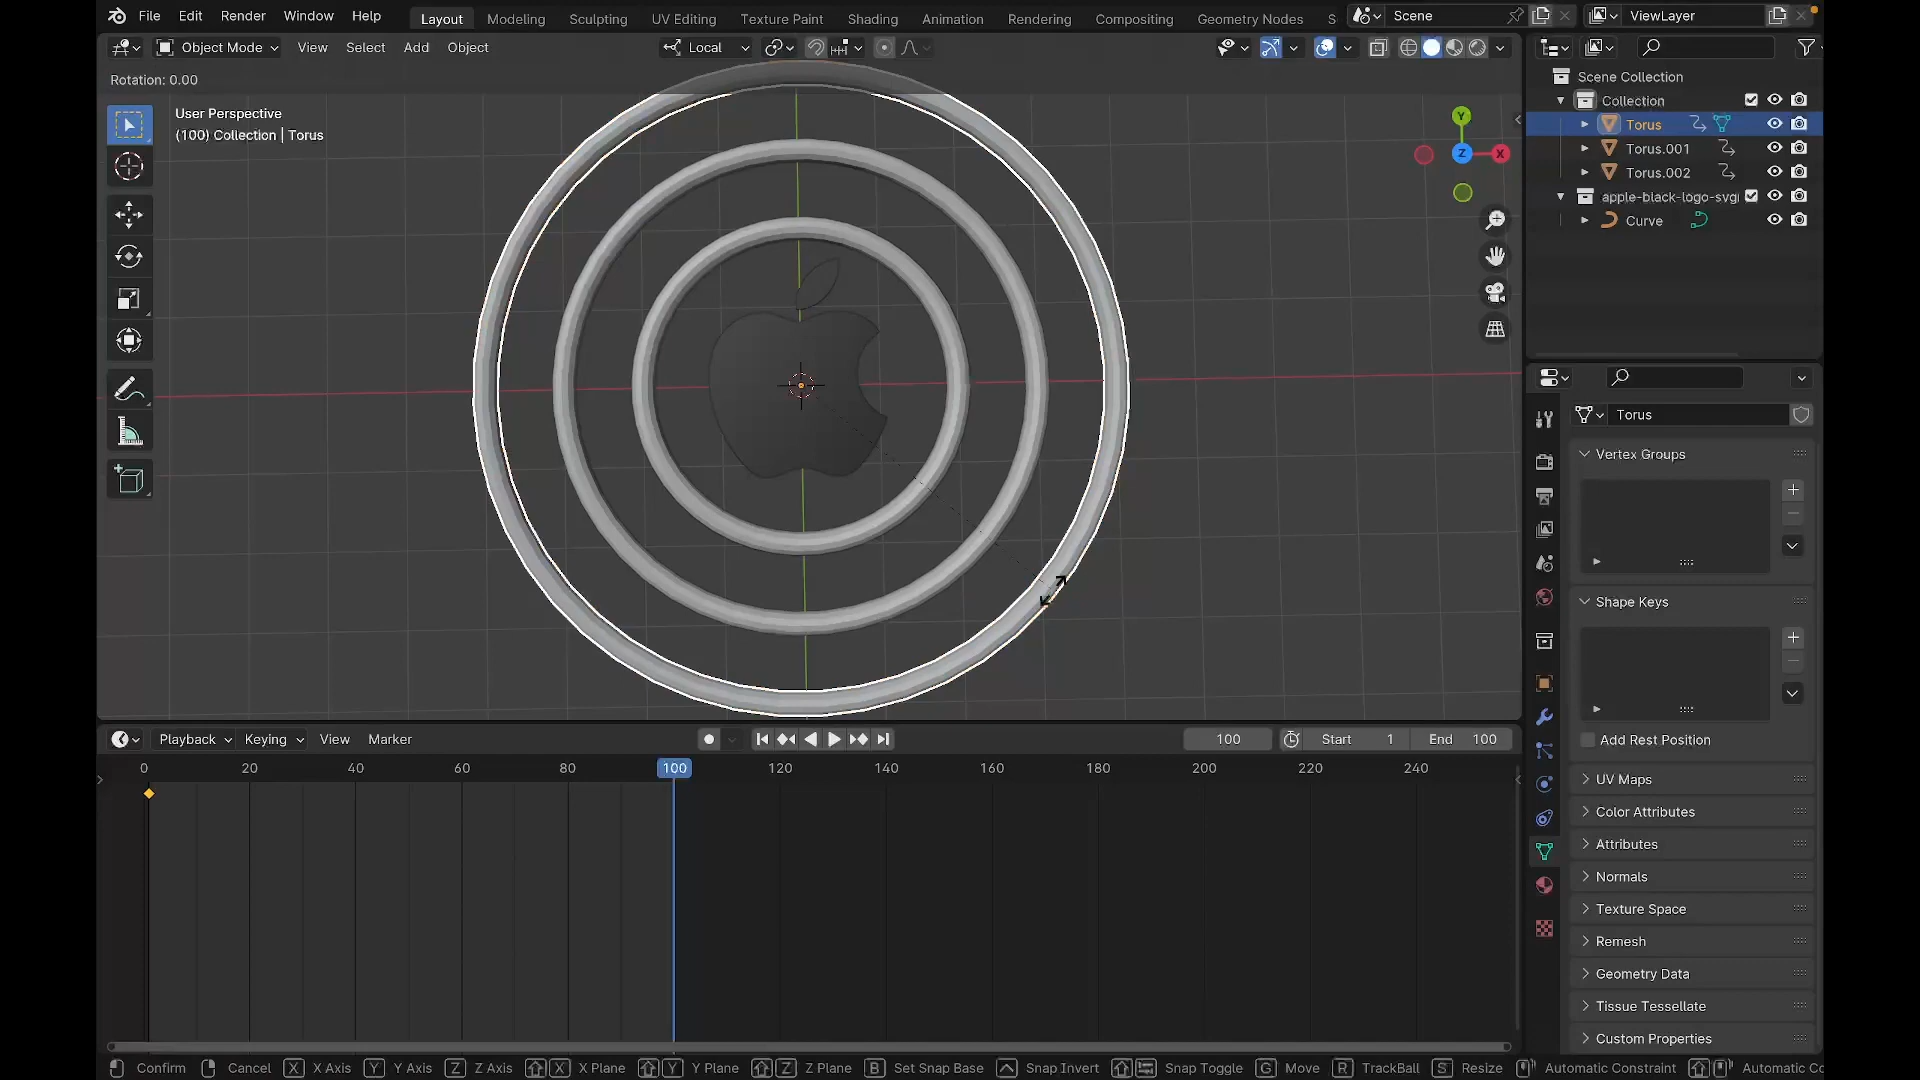 File Edit Render Window Help Layout Modeling Sculpting UV Editing Texture Paint Shading Animation Rendering Compositing Geometry Nodes S Scene ViewLayer
Object Mode View Select Add Object Local
Rotation: 0.00
User Perspective
(100) Collection | Torus
Y
Z X
Scene Collection
Collection
Torus
Torus.001
Torus.002
apple-black-logo-svg
Curve
Torus
Vertex Groups
Shape Keys
Add Rest Position
UV Maps
Color Attributes
Attributes
Normals
Texture Space
Remesh
Geometry Data
Tissue Tessellate
Custom Properties
Playback Keying View Marker 100 Start 1 End 100
0 20 40 60 80 100 120 140 160 180 200 220 240
Confirm Cancel X X Axis Y Y Axis Z Z Axis X X Plane Y Y Plane Z Z Plane B Set Snap Base Snap Invert Snap Toggle G Move R TrackBall S Resize Automatic Constraint Automatic Co